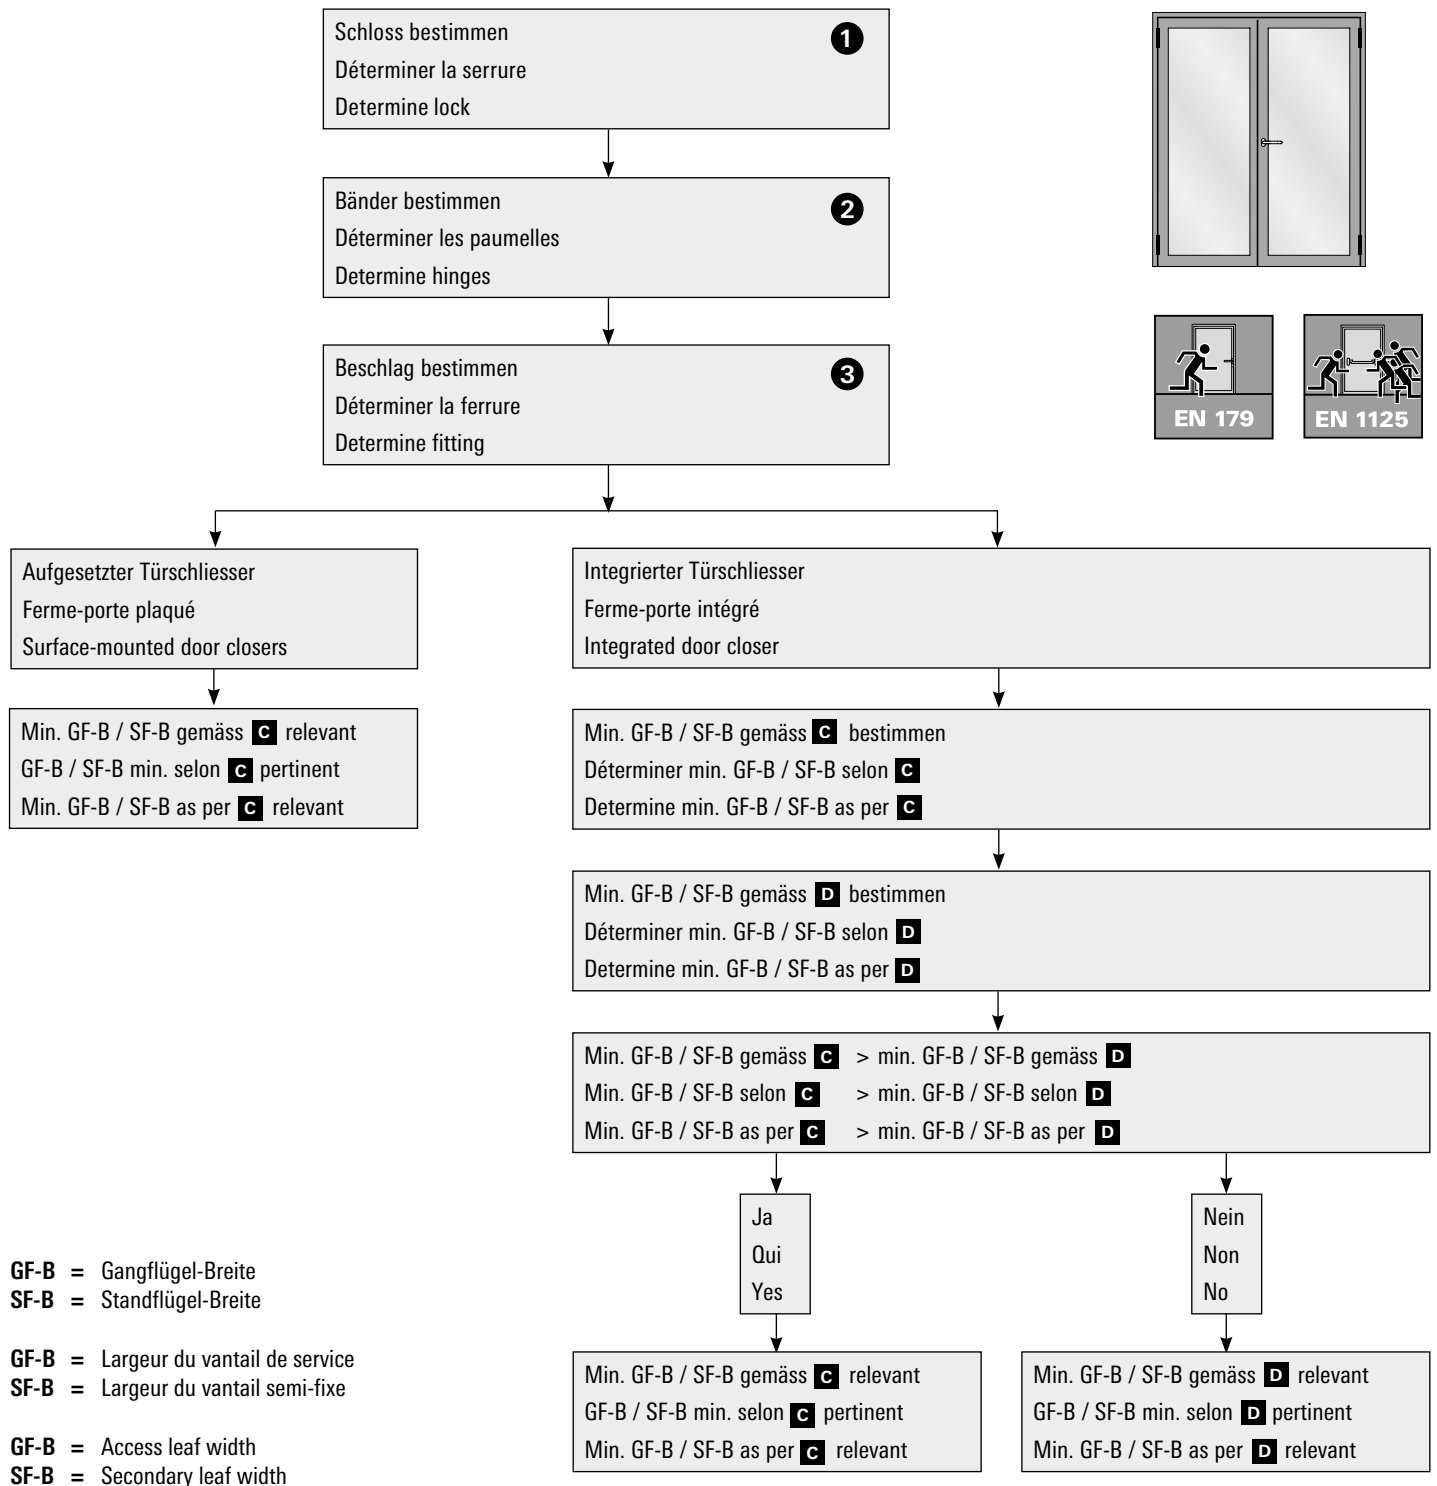 Schloss bestimmen
1
Déterminer la serrure
Determine lock
Bänder bestimmen
2
Déterminer les paumelles
Determine hinges
Beschlag bestimmen
3
Déterminer la ferrure
Determine fitting
EN 179
EN 1125
Aufgesetzter Türschliesser
Ferme-porte plaqué
Surface-mounted door closers
Integrierter Türschliesser
Ferme-porte intégré
Integrated door closer
Min. GF-B / SF-B gemäss C relevant
GF-B / SF-B min. selon C pertinent
Min. GF-B / SF-B as per C relevant
Min. GF-B / SF-B gemäss C bestimmen
Déterminer min. GF-B / SF-B selon C
Determine min. GF-B / SF-B as per C
Min. GF-B / SF-B gemäss D bestimmen
Déterminer min. GF-B / SF-B selon D
Determine min. GF-B / SF-B as per D
Min. GF-B / SF-B gemäss C > min. GF-B / SF-B gemäss D
Min. GF-B / SF-B selon C > min. GF-B / SF-B selon D
Min. GF-B / SF-B as per C > min. GF-B / SF-B as per D
Ja
Qui
Yes
Nein
Non
No
Min. GF-B / SF-B gemäss C relevant
GF-B / SF-B min. selon C pertinent
Min. GF-B / SF-B as per C relevant
Min. GF-B / SF-B gemäss D relevant
GF-B / SF-B min. selon D pertinent
Min. GF-B / SF-B as per D relevant
GF-B = Gangflügel-Breite
SF-B = Standflügel-Breite
GF-B = Largeur du vantail de service
SF-B = Largeur du vantail semi-fixe
GF-B = Access leaf width
SF-B = Secondary leaf width